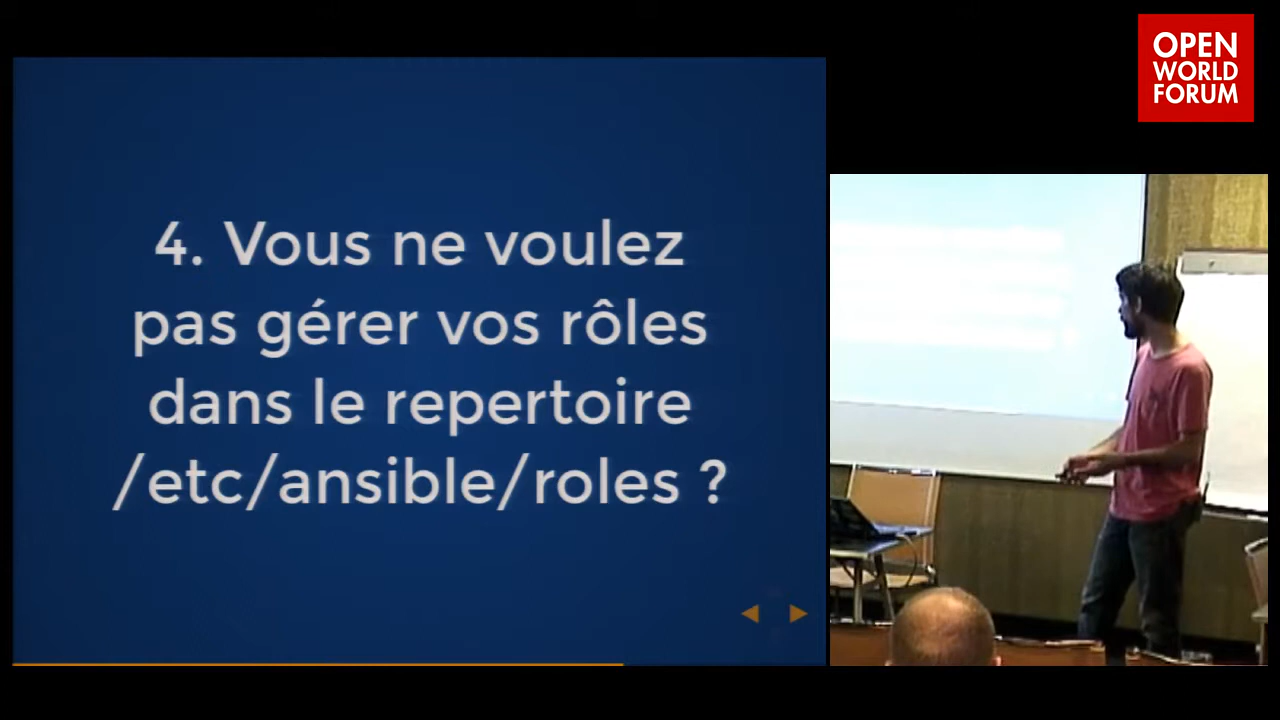 OPEN
WORLD
FORUM
4. Vous ne voulez
pas gérer vos rôles
dans le repertoire
/etc/ansible/roles ?